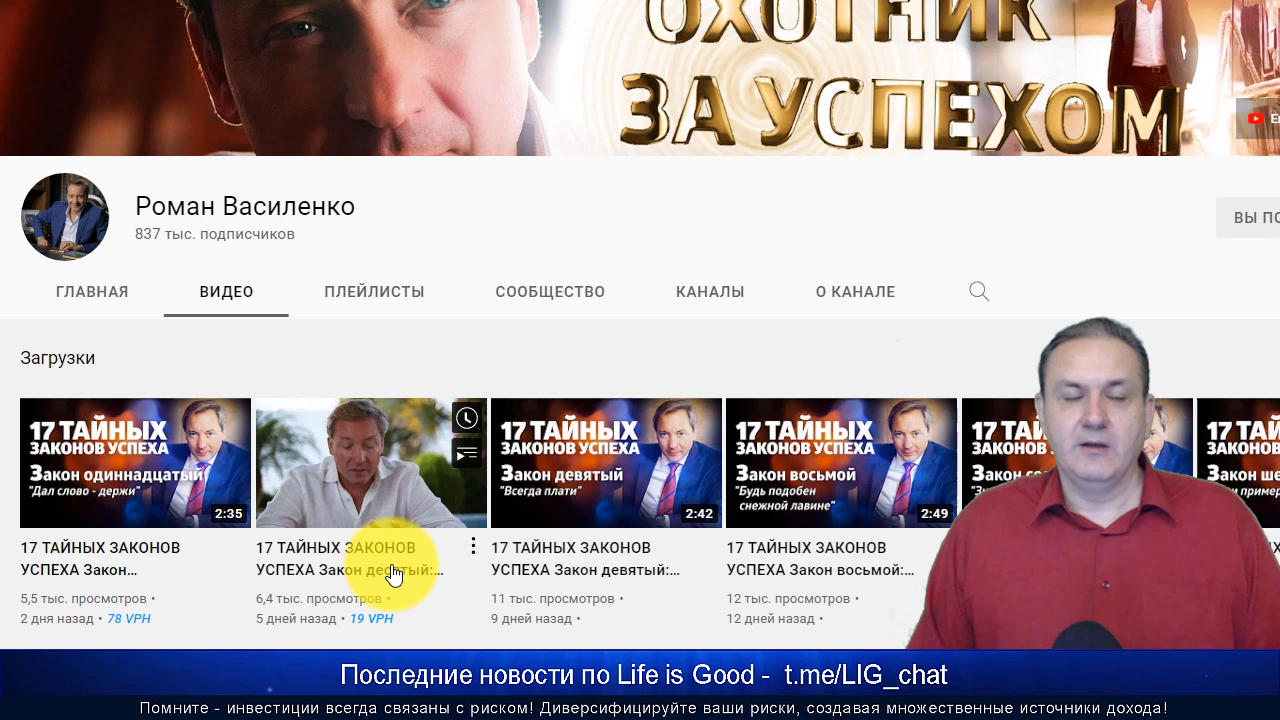 ОХОТНИК
ЗА УСПЕХОМ
Роман Василенко
837 тыс. подписчиков
ВЫ
ГЛАВНАЯ
ВИДЕО
ПЛЕЙЛИСТЫ
СООБЩЕСТВО
КАНАЛЫ
О КАНАЛЕ
Загрузки
17 ТАЙНЫХ
ЗАКОНОВ УСПЕХА
Закон одиннадцатый
"Дал слово - держи"
2:35
17 ТАЙНЫХ
ЗАКОНОВ УСПЕХА
Закон девятый
"Всегда плати"
2:42
17 ТАЙНЫХ
ЗАКОНОВ УСПЕХА
Закон восьмой
"Будь подобен
снежной лавине"
2:49
17
ЗАКОНОВ
Закон
17
ЗАКОНОВ
17 ТАЙНЫХ ЗАКОНОВ
УСПЕХА Закон...
5,5 тыс. просмотров •
2 дня назад • 78 VPH
17 ТАЙНЫХ ЗАКОНОВ
УСПЕХА Закон десятый:...
6,4 тыс. просмотров •
5 дней назад • 19 VPH
17 ТАЙНЫХ ЗАКОНОВ
УСПЕХА Закон девятый:...
11 тыс. просмотров •
9 дней назад •
17 ТАЙНЫХ ЗАКОНОВ
УСПЕХА Закон восьмой:...
12 тыс. просмотров •
12 дней назад •
Последние новости по Life is Good - t.me/LIG_chat
Помните - инвестиции всегда связаны с риском! Диверсифицируйте ваши риски, создавая множественные источники дохода!